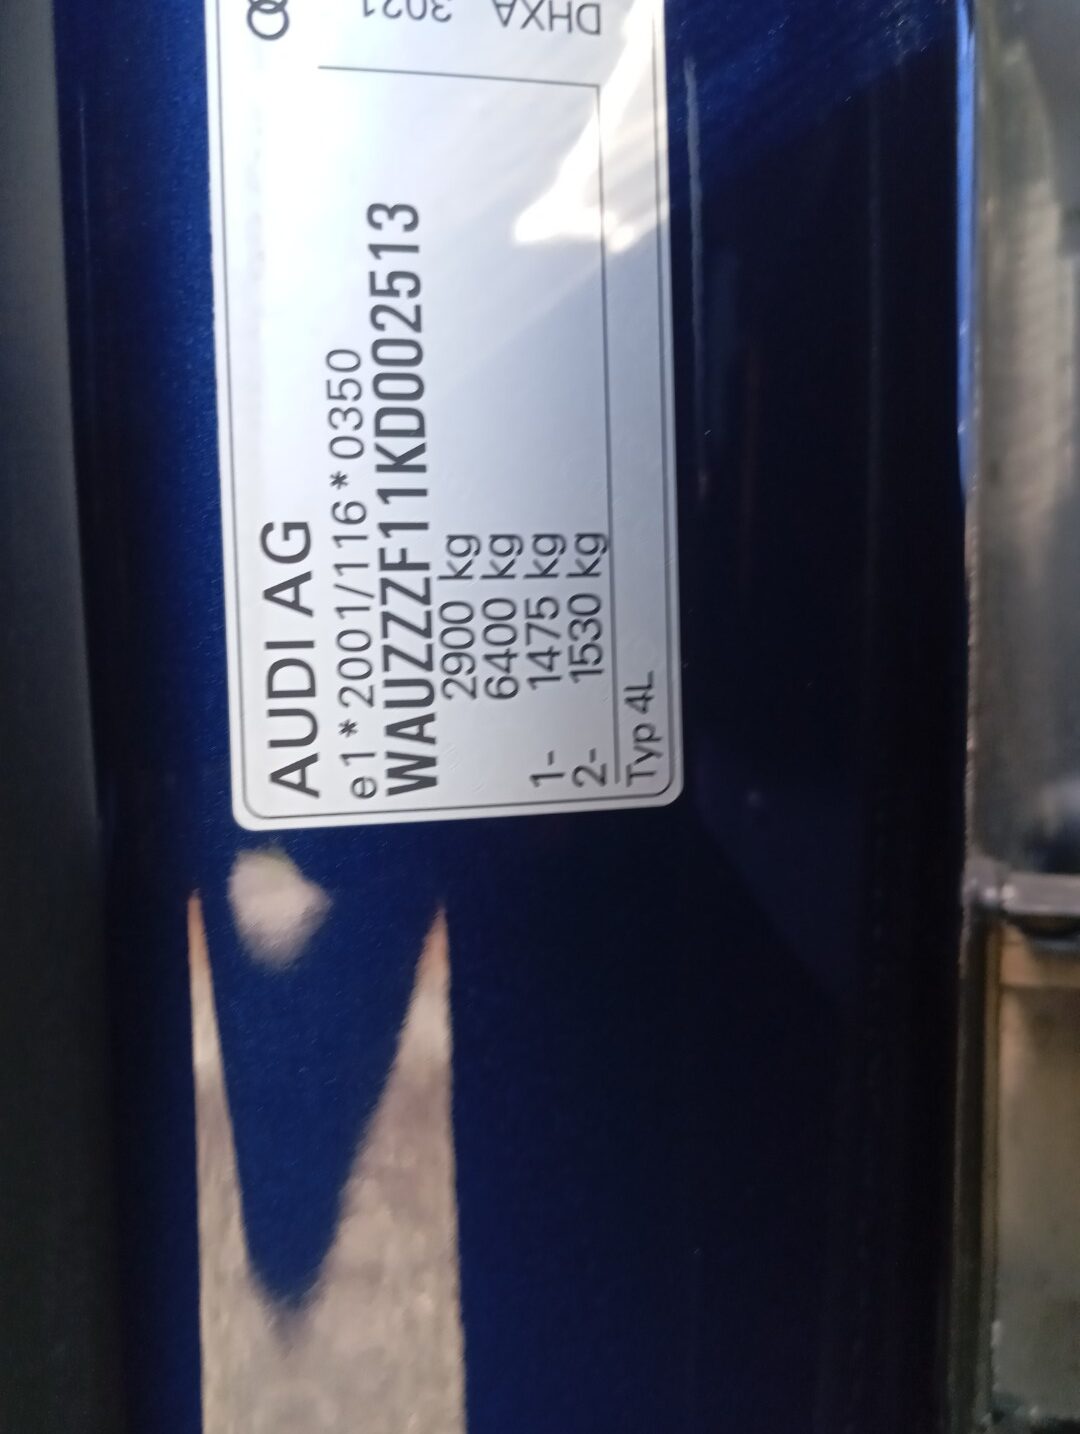 AUDI AG
e1*2001/116*0350
WAUZZZF11KD002513
2900 kg
6400 kg
1- 1475 kg
2- 1530 kg
Typ 4L
3021
DHXA